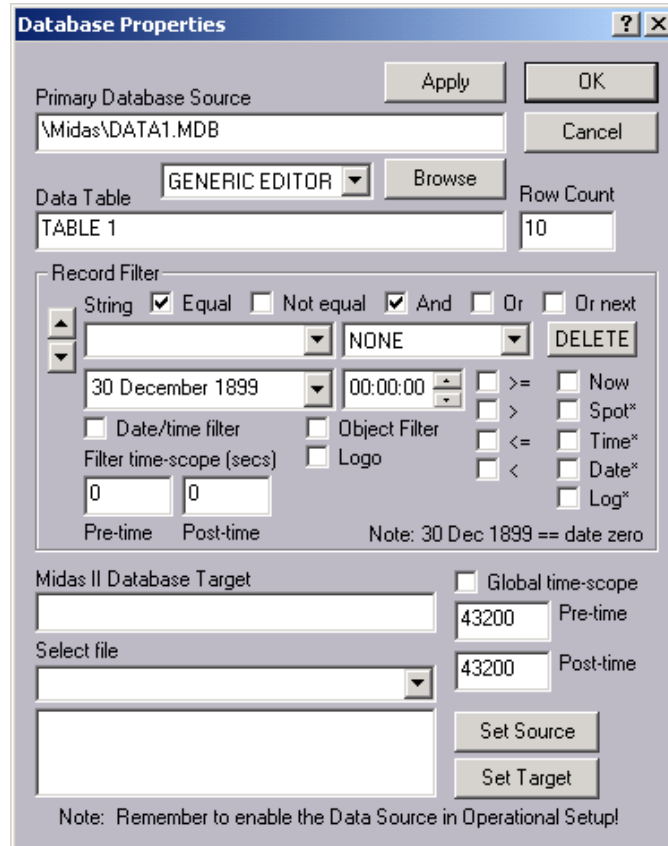 Database Properties
Apply
OK
Primary Database Source
\Midas\DATA1.MDB
Cancel
GENERIC EDITOR
Browse
Data Table
Row Count
TABLE 1
10
Record Filter
String Equal Not equal And Or Or next
NONE
DELETE
30 December 1899
00:00:00
>= Now
> Spot*
Date/time filter
Object Filter
<= Time*
Filter time-scope (secs)
Logo
< Date*
0
0
Log*
Pre-time
Post-time
Note: 30 Dec 1899 == date zero
Midas II Database Target
Global time-scope
43200
Pre-time
Select file
43200
Post-time
Set Source
Set Target
Note: Remember to enable the Data Source in Operational Setup!